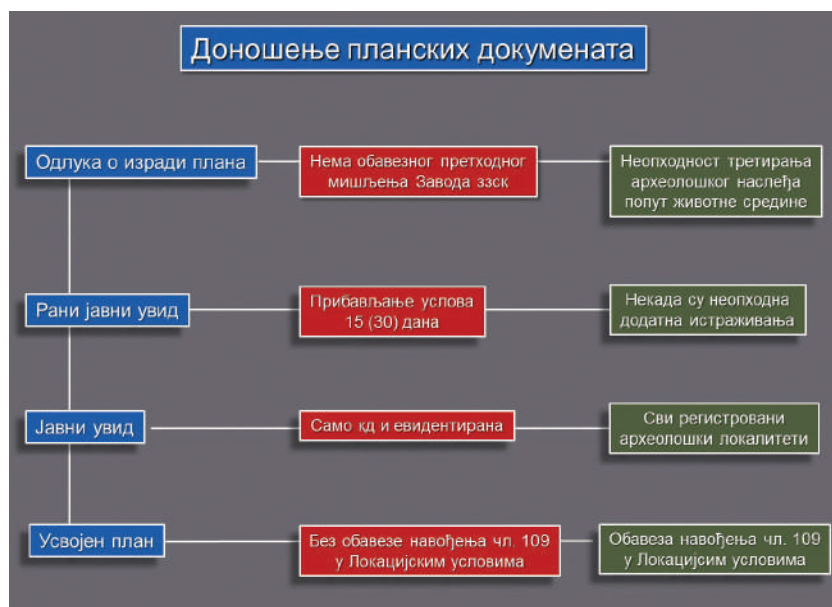 Доношење планских докумената
Одлука о изради плана
Нема обавезног претходног
мишљења Завода ззск
Неопходност третирања
археолошког наслеђа
попут животне средине
Рани јавни увид
Прибављање услова
15 (30) дана
Некада су неопходна
додатна истраживања
Јавни увид
Само кд и евидентирана
Сви регистровани
археолошки локалитети
Усвојен план
Без обавезе навођења чл. 109
у Локацијским условима
Обавеза навођења чл. 109
у Локацијсим условима